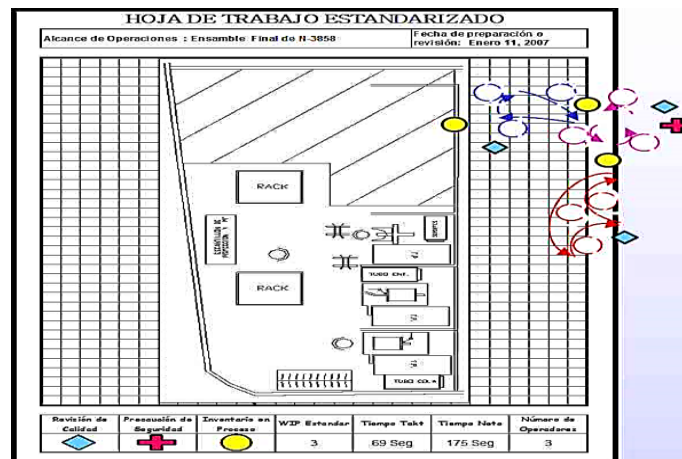 HOJA DE TRABAJO ESTANDARIZADO
Alcance de Operaciones : Ensamble Final de N-3858
Fecha de preparación o
revisión: Enero 11, 2007
RACK
RACK
TUBO ENF.
TUBO COLA
Revisión de
Calidad
Precaución de
Seguridad
Inventario en
Proceso
WIP Estandar
3
Tiempo Takt
69 Seg
Tiempo Neto
175 Seg
Número de
Operadores
3